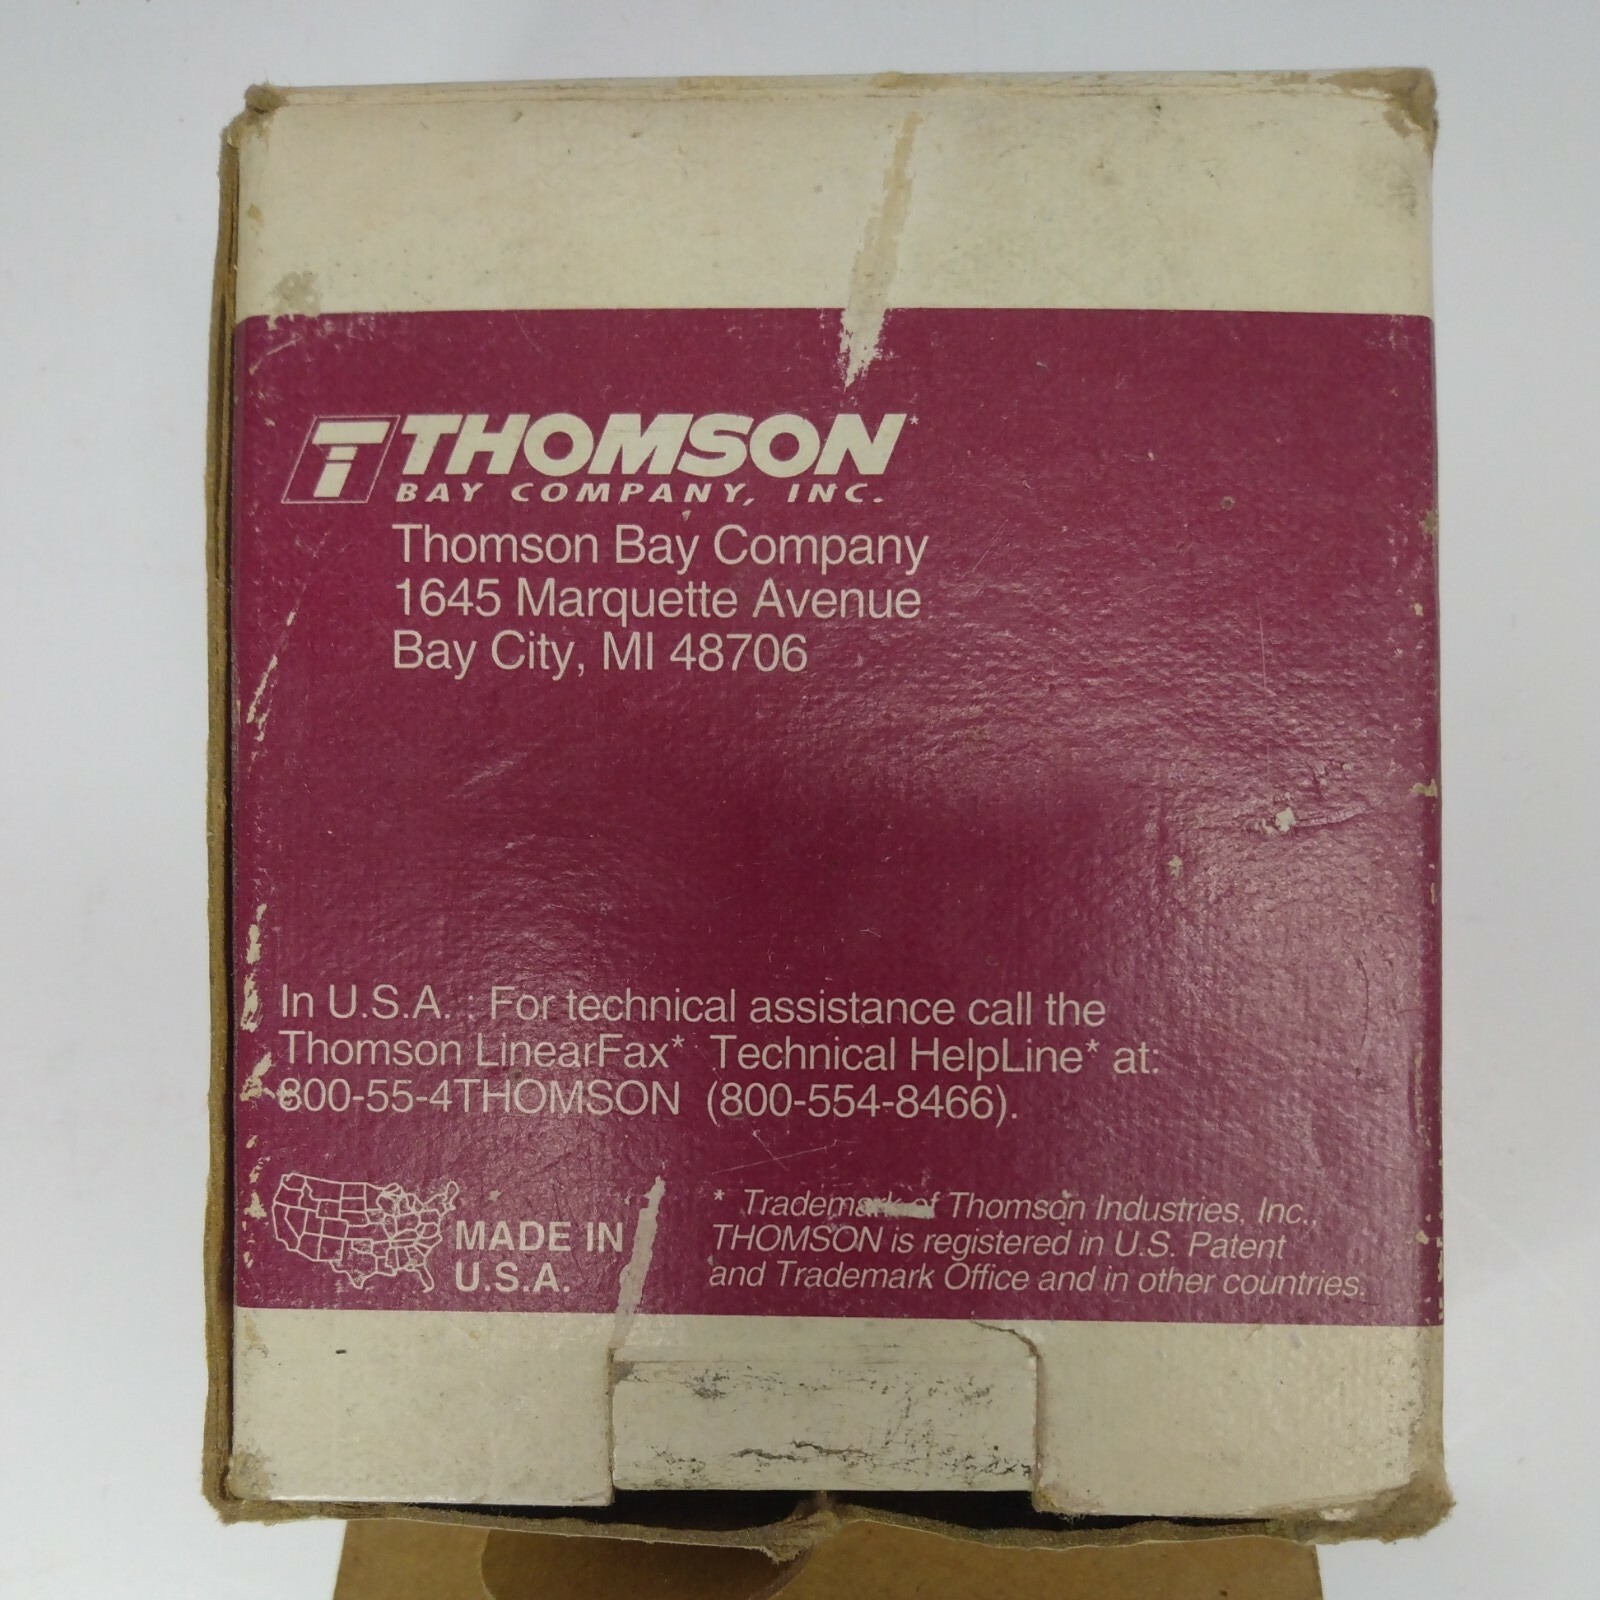 THOMSON*
BAY COMPANY, INC.
Thomson Bay Company
1645 Marquette Avenue
Bay City, MI 48706
In U.S.A. : For technical assistance call the
Thomson LinearFax* Technical HelpLine* at:
800-55-4THOMSON (800-554-8466).
MADE IN
U.S.A.
* Trademark of Thomson Industries, Inc.,
THOMSON is registered in U.S. Patent
and Trademark Office and in other countries.